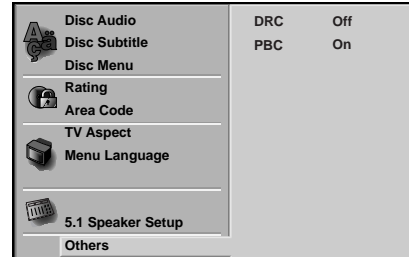 Disc Audio
Disc Subtitle
Disc Menu
Rating
Area Code
TV Aspect
Menu Language
5.1 Speaker Setup
Others
DRC Off
PBC On